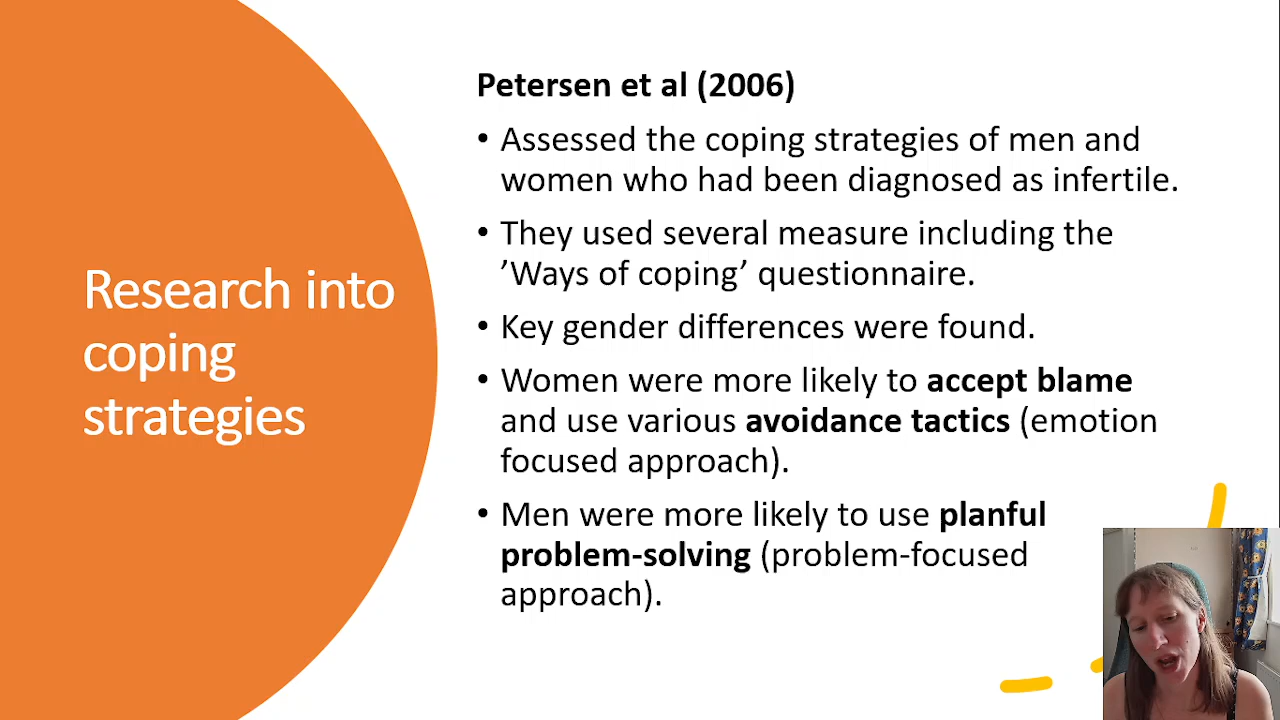 Research into
coping
strategies
Petersen et al (2006)
• Assessed the coping strategies of men and
women who had been diagnosed as infertile.
• They used several measure including the
’Ways of coping’ questionnaire.
• Key gender differences were found.
• Women were more likely to accept blame
and use various avoidance tactics (emotion
focused approach).
• Men were more likely to use planful
problem-solving (problem-focused
approach).